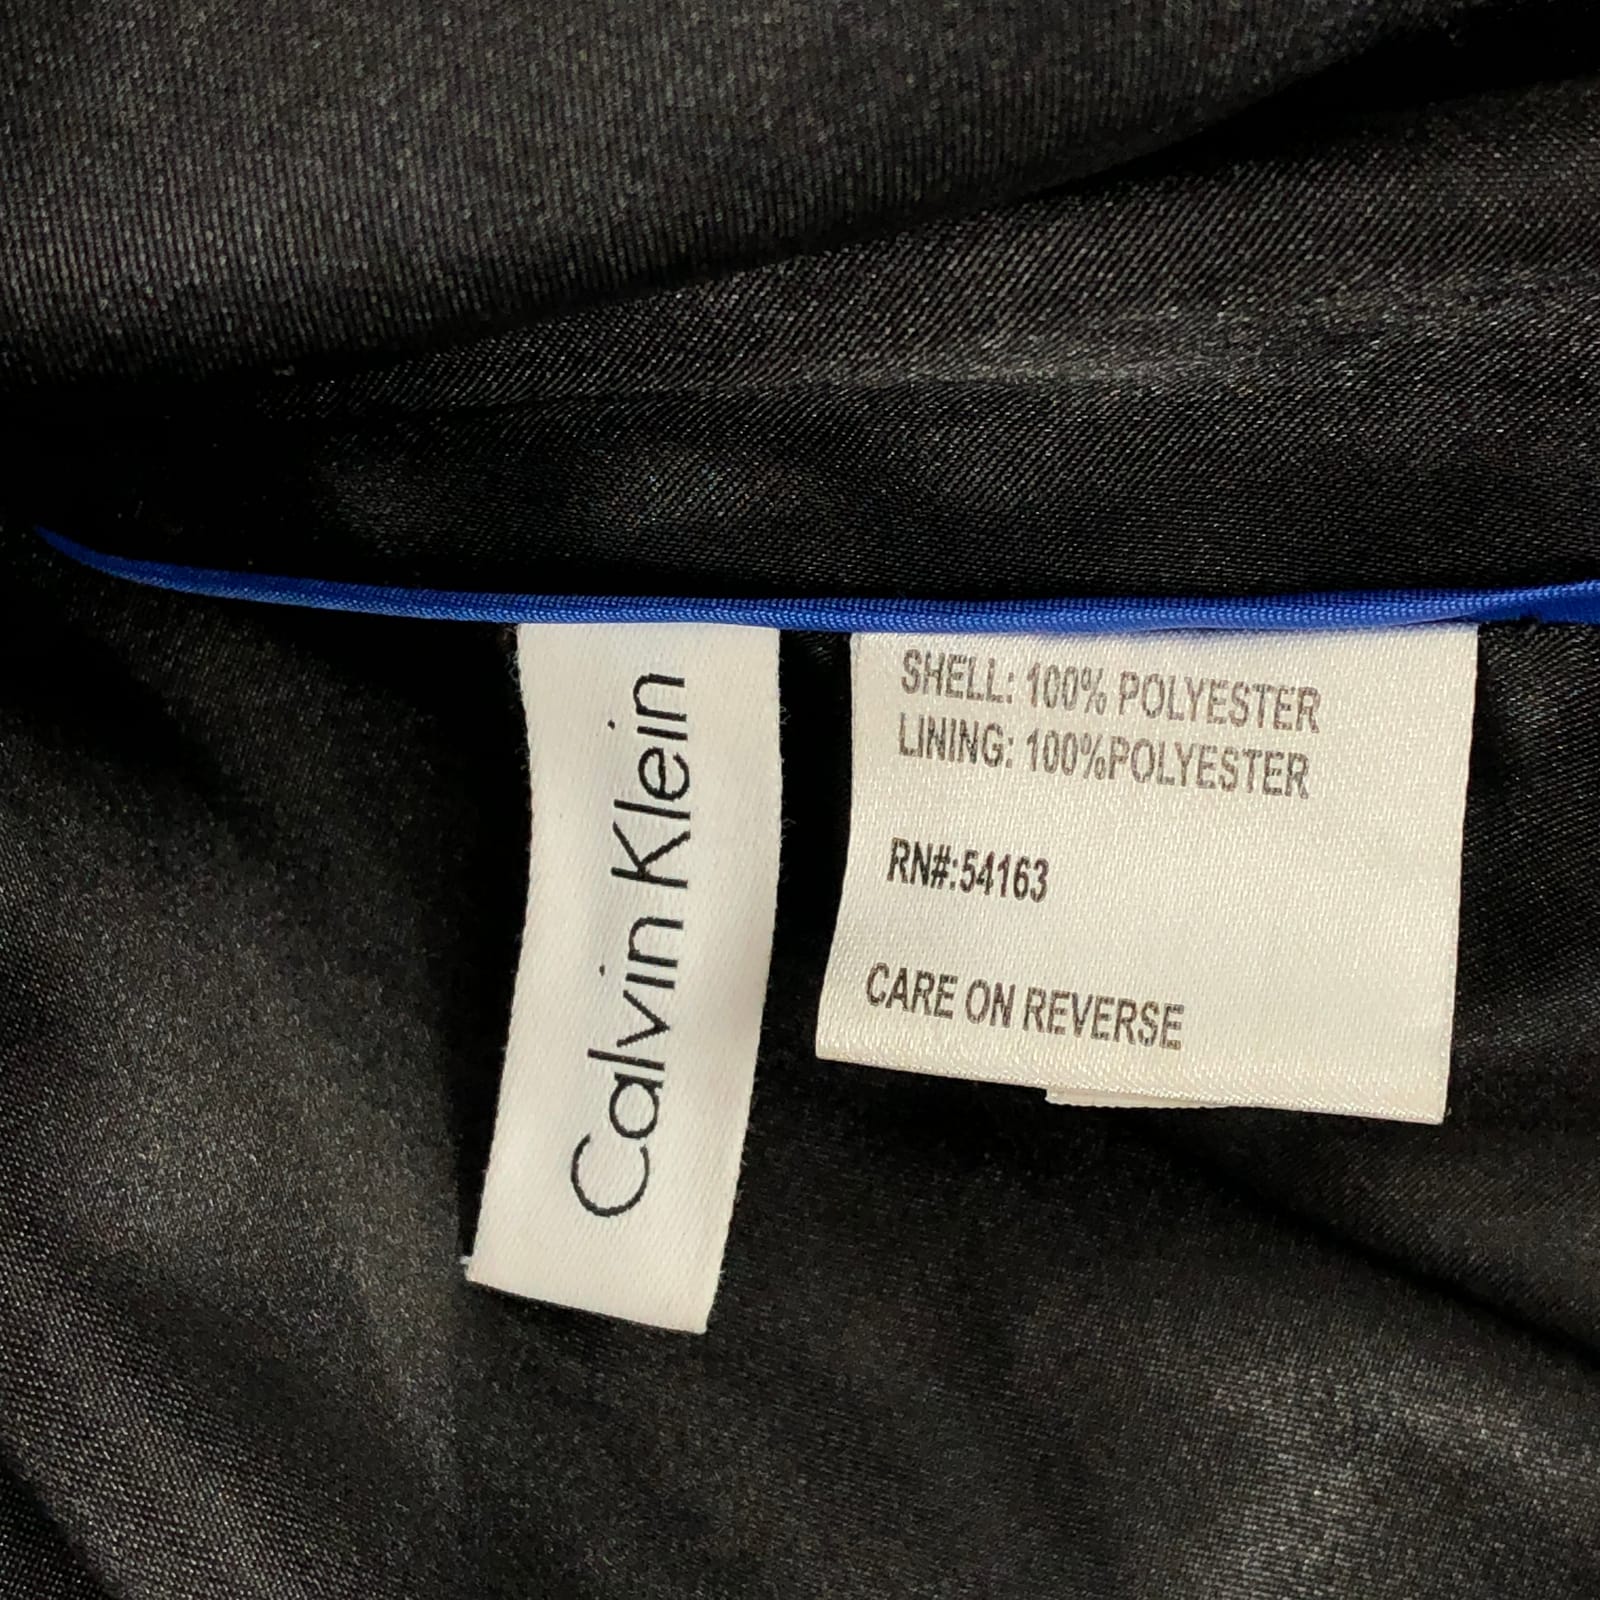 Calvin Klein
SHELL: 100% POLYESTER
LINING: 100%POLYESTER
RN#:54163
CARE ON REVERSE